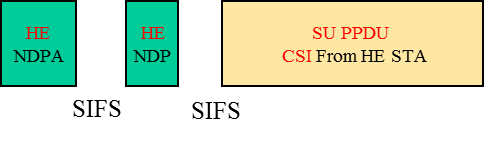 HE
NDPA
HE
NDP
SU PPDU
CSI From HE STA
SIFS
SIFS